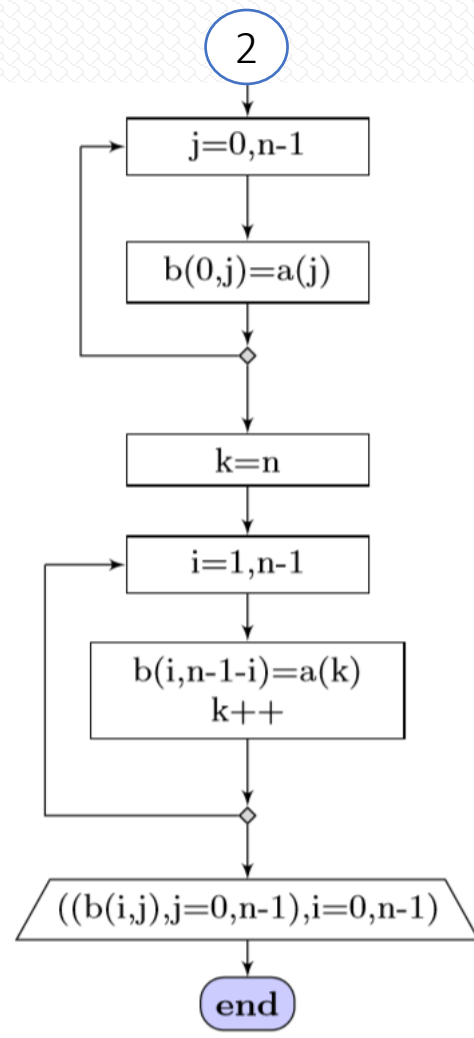 2
j=0,n-1
b(0,j)=a(j)
k=n
i=1,n-1
b(i,n-1-i)=a(k)
k++
((b(i,j),j=0,n-1),i=0,n-1)
end